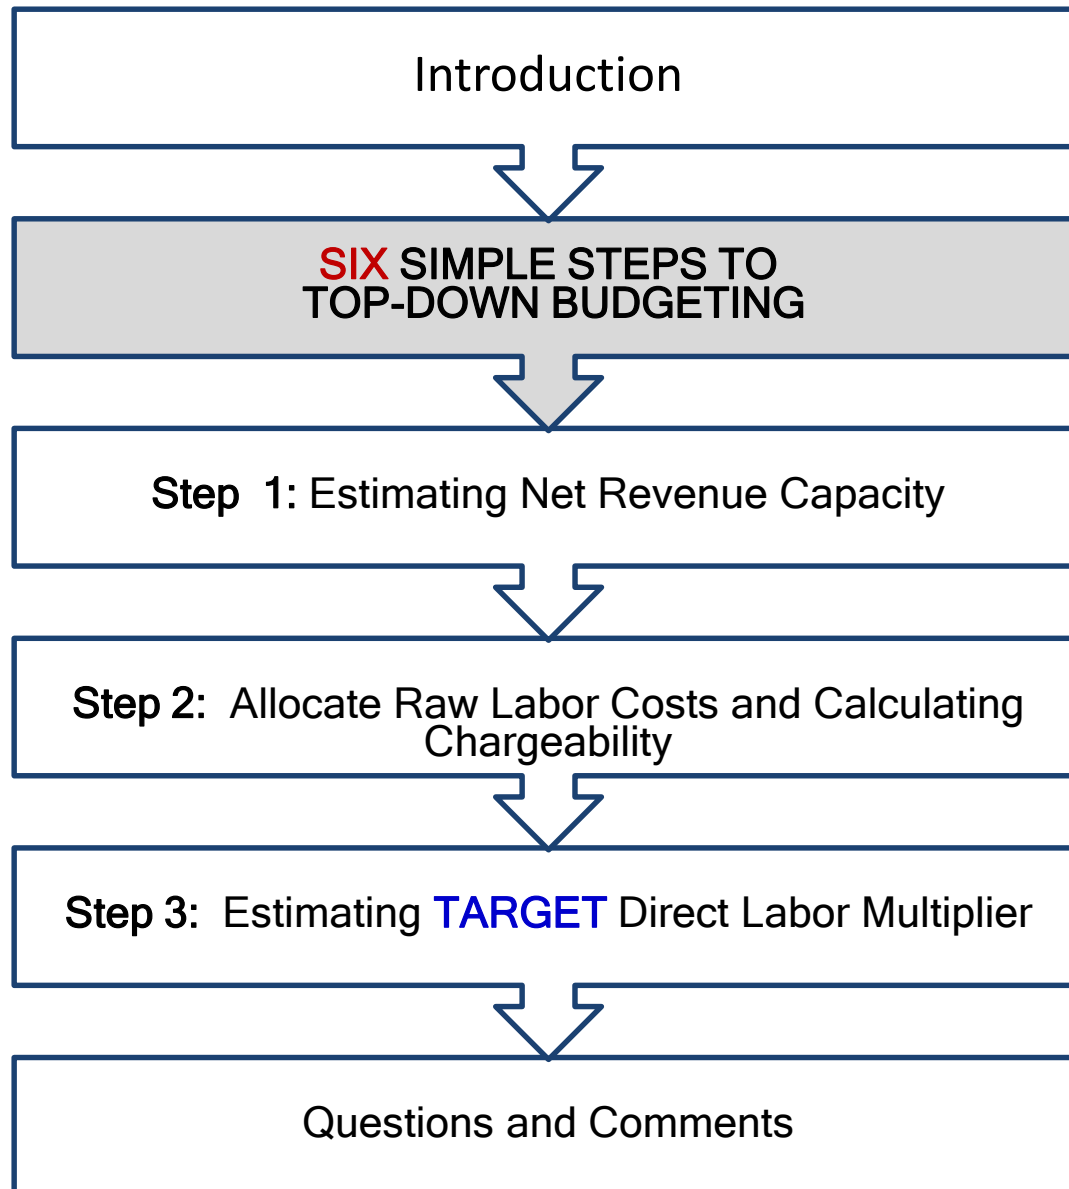 Introduction
SIX SIMPLE STEPS TO
TOP-DOWN BUDGETING
Step 1: Estimating Net Revenue Capacity
Step 2: Allocate Raw Labor Costs and Calculating
Chargeability
Step 3: Estimating TARGET Direct Labor Multiplier
Questions and Comments